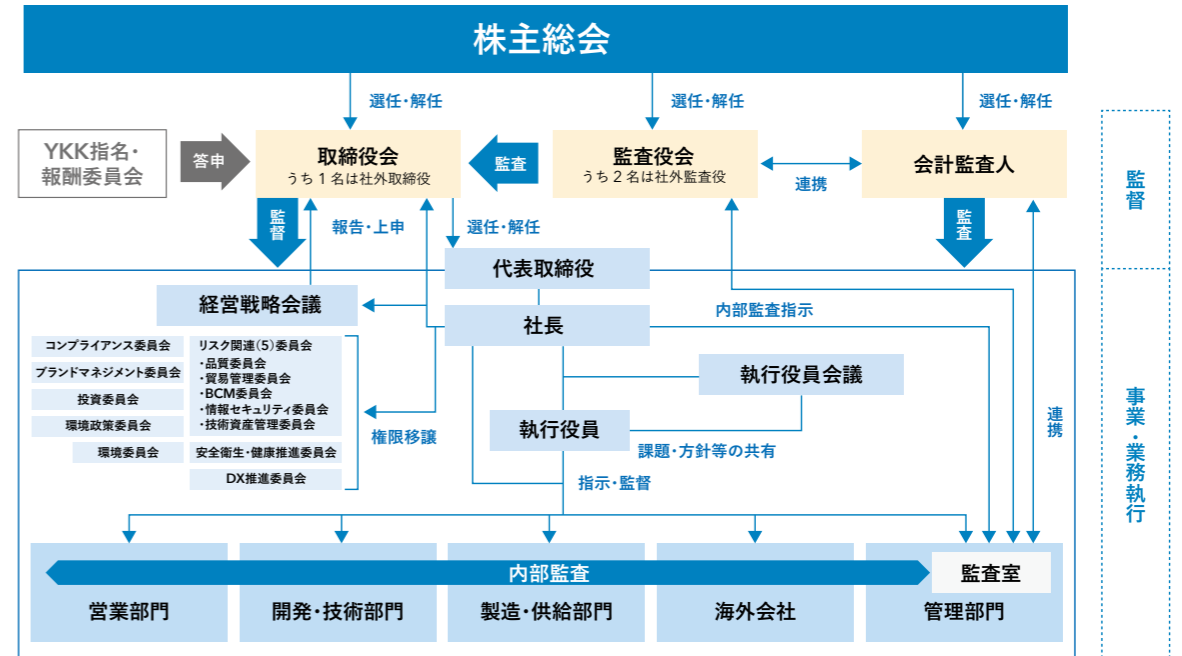 株主総会
選任・解任
選任・解任
選任・解任
YKK指名・
報酬委員会
答申
取締役会
うち1名は社外取締役
監査
監査役会
うち2名は社外監査役
連携
会計監査人
監督
監督
報告・上申
選任・解任
監査
代表取締役
経営戦略会議
社長
内部監査指示
コンプライアンス委員会
ブランドマネジメント委員会
投資委員会
環境政策委員会
環境委員会
リスク関連（5）委員会
・品質委員会
・貿易管理委員会
・BCM委員会
・情報セキュリティ委員会
・技術資産管理委員会
安全衛生・健康推進委員会
DX推進委員会
権限移譲
執行役員会議
執行役員
課題・方針等の共有
指示・監督
連携
事業・業務執行
内部監査
監査室
営業部門
開発・技術部門
製造・供給部門
海外会社
管理部門